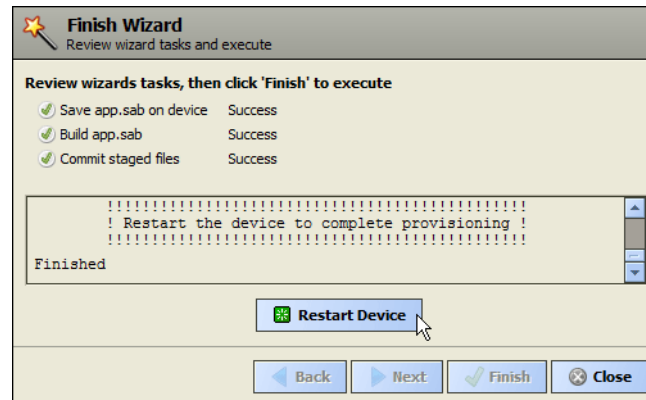 Finish Wizard
Review wizard tasks and execute
Review wizards tasks, then click 'Finish' to execute
Save app.sab on device Success
Build app.sab Success
Commit staged files Success
!!!!!!!!!!!!!!!!!!!!!!!!!!!!!!!!!!!!!!!!!!!!!!
! Restart the device to complete provisioning !
!!!!!!!!!!!!!!!!!!!!!!!!!!!!!!!!!!!!!!!!!!!!!!
Finished
Restart Device
Back Next Finish Close